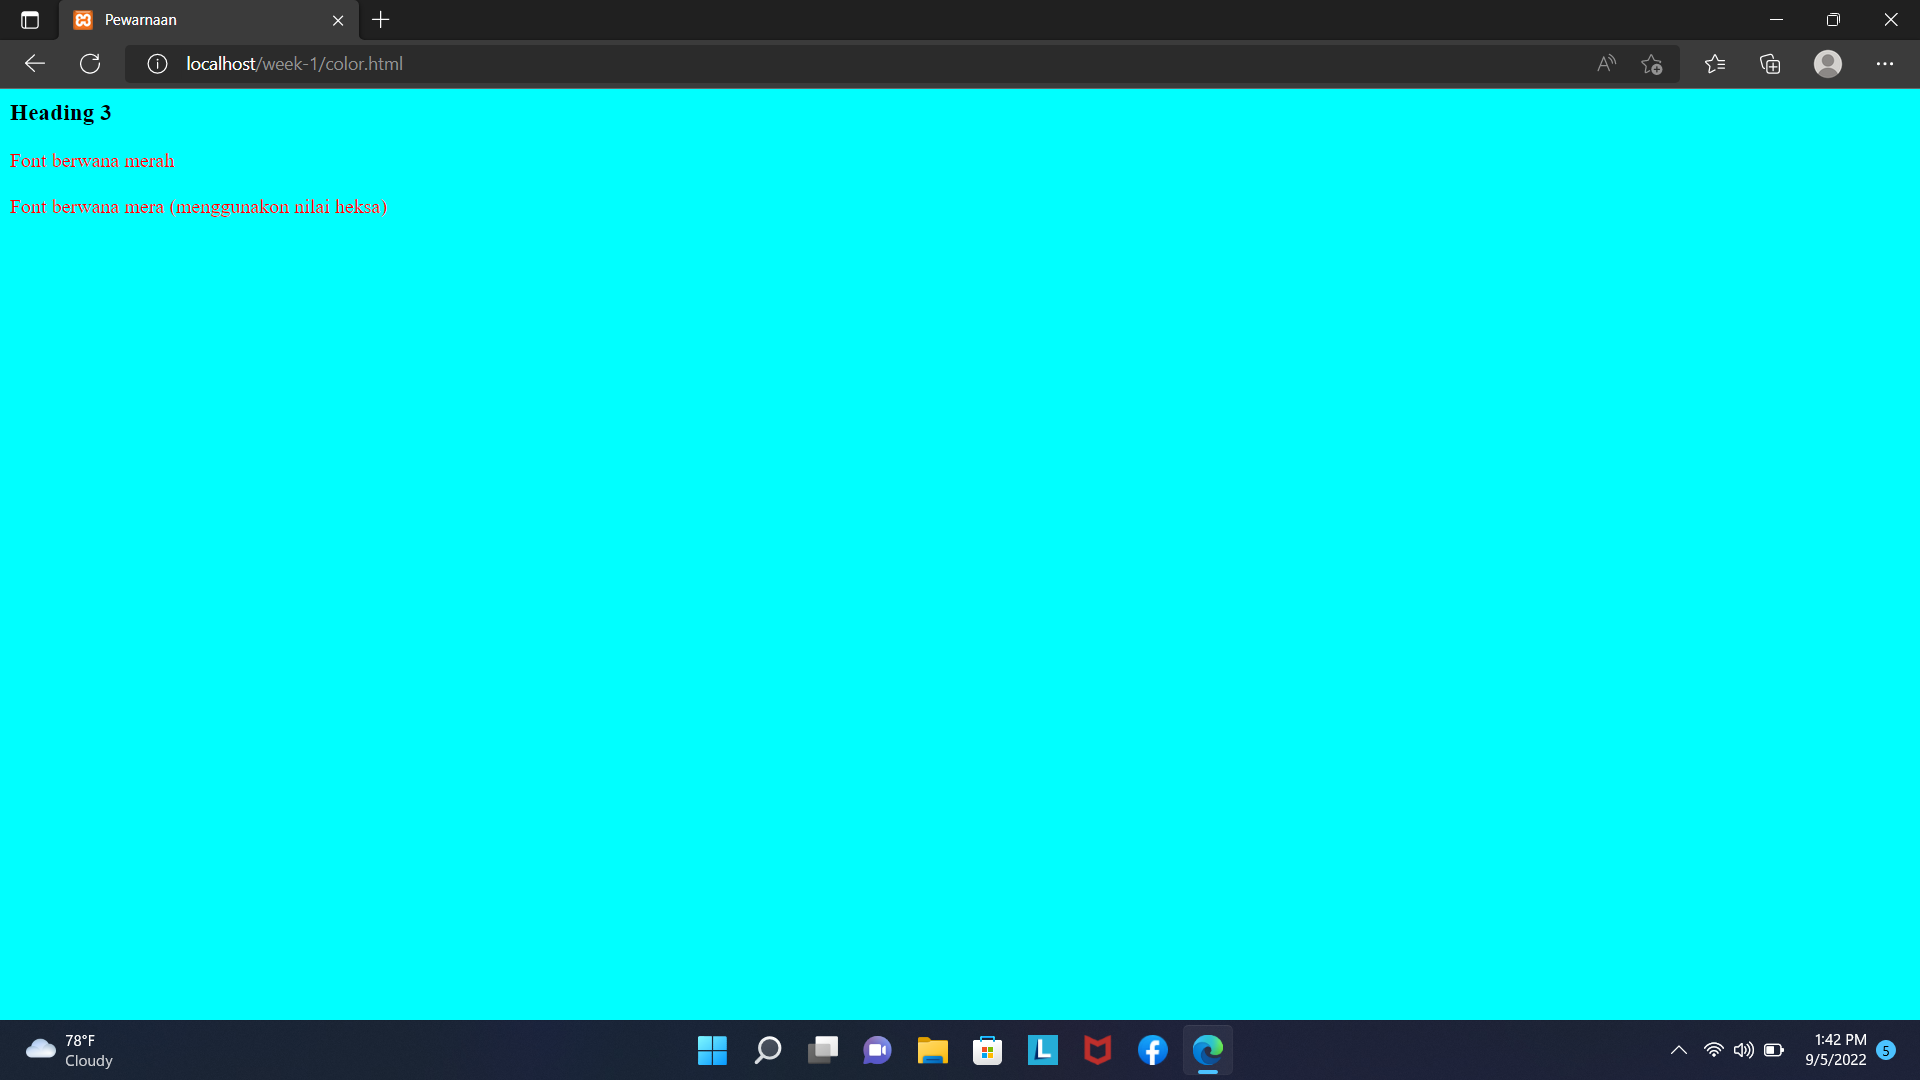 Pewarnaan
localhost/week-1/color.html
Heading 3
Font berwana merah
Font berwana mera (menggunakon nilai heksa)
78°F
Cloudy
1:42 PM
9/5/2022
5